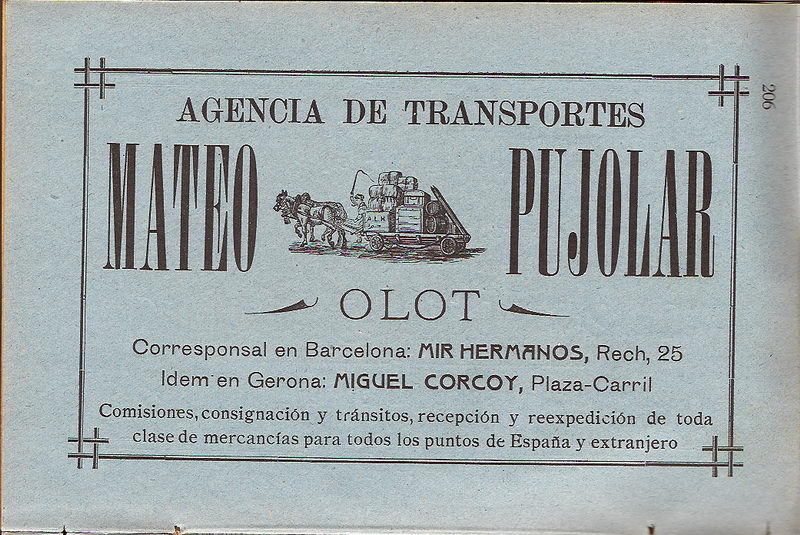 206
AGENCIA DE TRANSPORTES
MATEO PUJOLAR
A.L.H
OLOT
Corresponsal en Barcelona: MIR HERMANOS, Rech, 25
Idem en Gerona: MIGUEL CORCOY, Plaza-Carril
Comisiones, consignación y tránsitos, recepción y reexpedición de toda
clase de mercancías para todos los puntos de España y extranjero